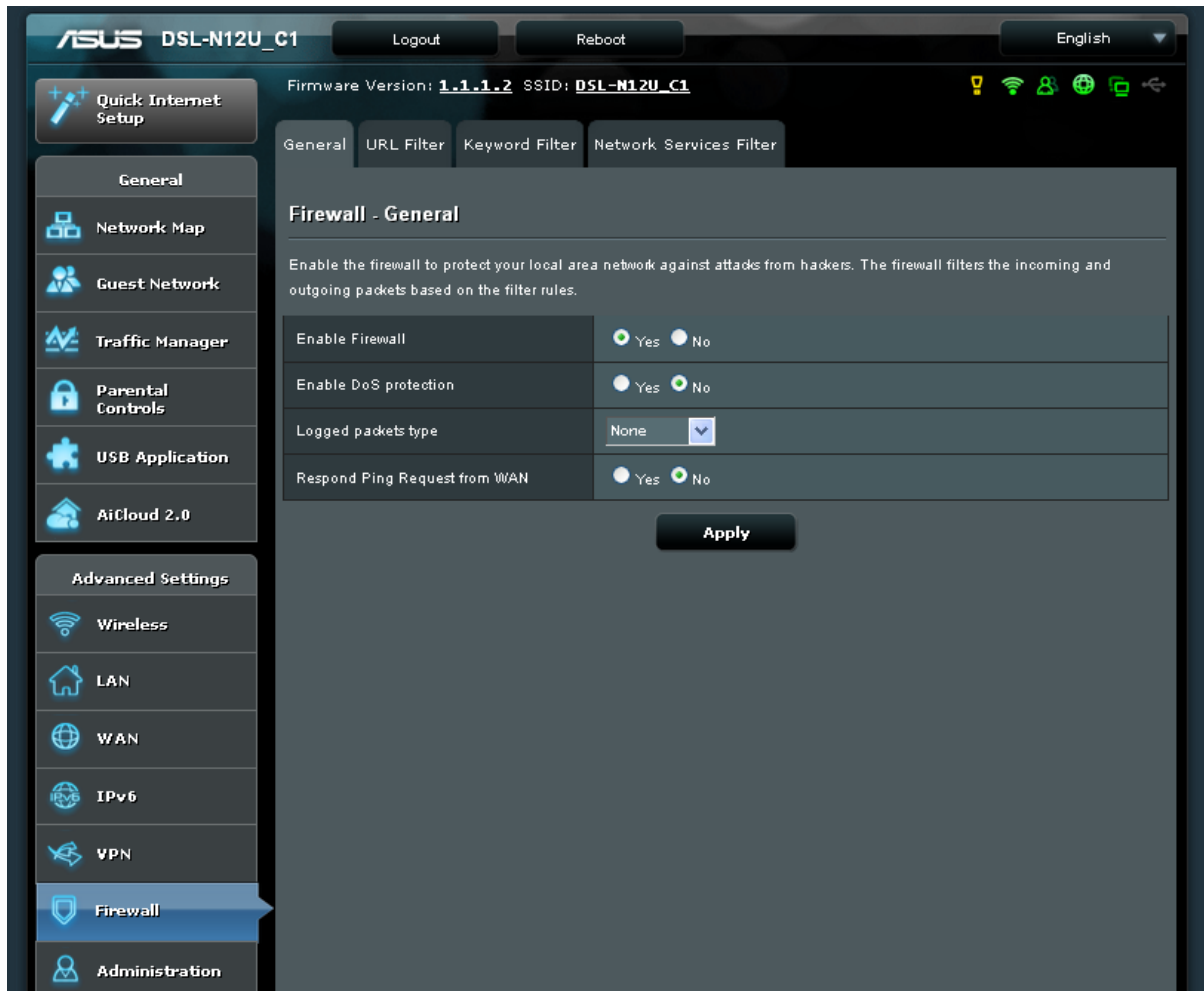 ASUS DSL-N12U_C1 Logout Reboot English
Quick Internet Setup
Firmware Version: 1.1.1.2 SSID: DSL-N12U_C1
General URL Filter Keyword Filter Network Services Filter
General
Network Map
Guest Network
Traffic Manager
Parental Controls
USB Application
AiCloud 2.0
Advanced Settings
Wireless
LAN
WAN
IPv6
VPN
Firewall
Administration
Firewall - General
Enable the firewall to protect your local area network against attacks from hackers. The firewall filters the incoming and
outgoing packets based on the filter rules.
Enable Firewall Yes No
Enable DoS protection Yes No
Logged packets type None
Respond Ping Request from WAN Yes No
Apply